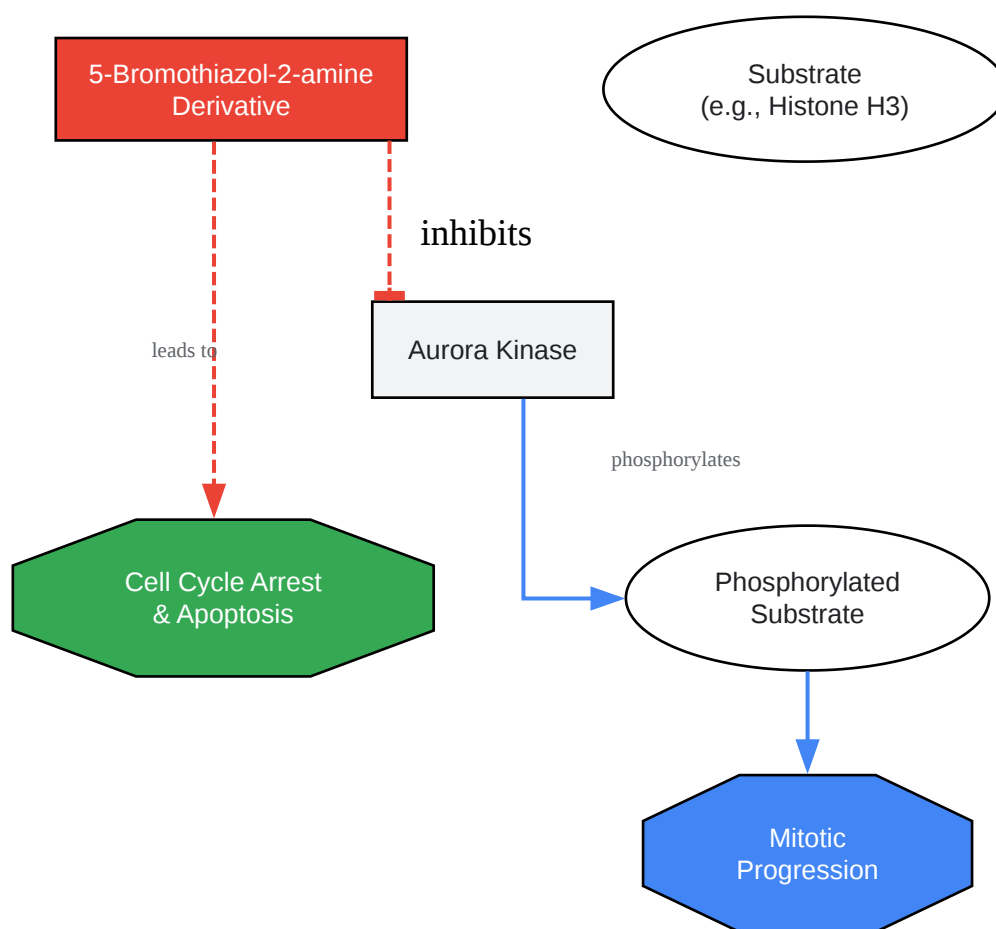 5-Bromothiazol-2-amine
Derivative
Substrate
(e.g., Histone H3)
inhibits
leads to
Aurora Kinase
phosphorylates
Cell Cycle Arrest
& Apoptosis
Phosphorylated
Substrate
Mitotic
Progression